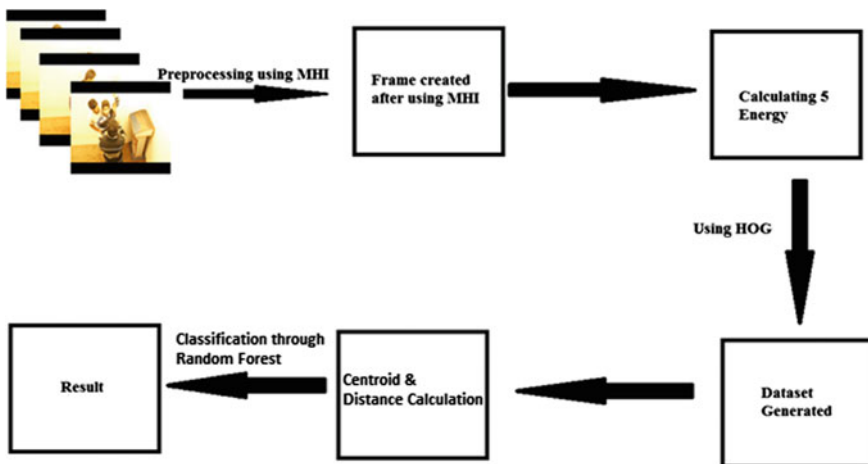 Preprocessing using MHI
Frame created
after using MHI
Calculating 5
Energy
Using HOG
Dataset
Generated
Centroid &
Distance Calculation
Classification through
Random Forest
Result